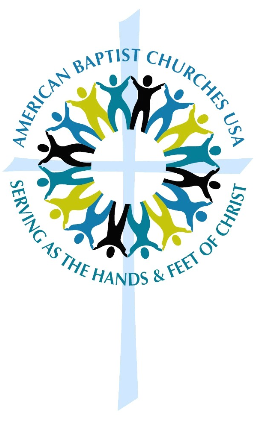 AMERICAN BAPTIST CHURCHES USA
SERVING AS THE HANDS & FEET OF CHRIST